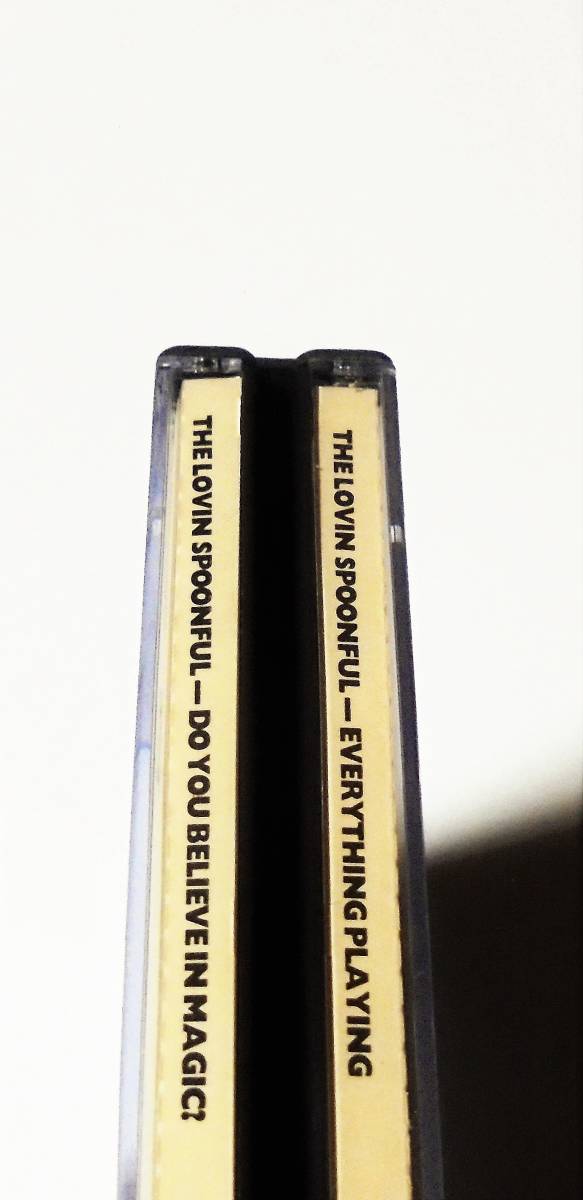 THE LOVIN SPOONFUL — DO YOU BELIEVE IN MAGIC?
THE LOVIN SPOONFUL — EVERYTHING PLAYING